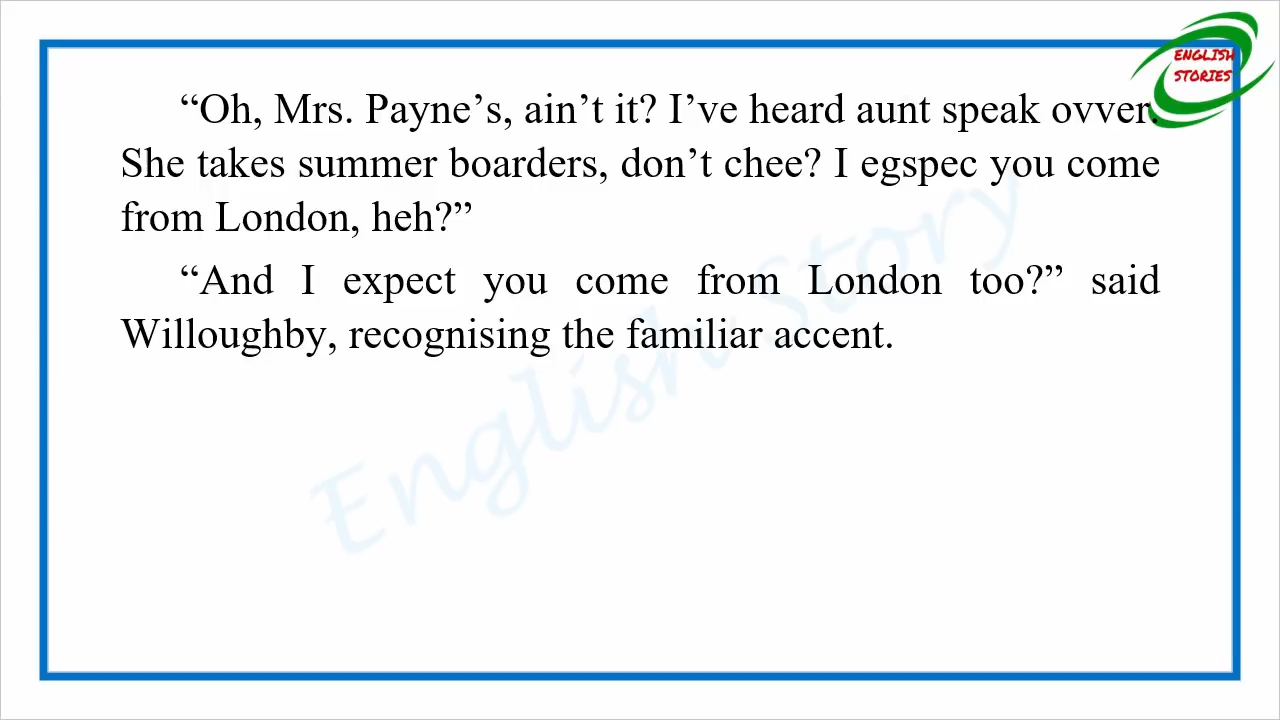 ENGLISH
STORIES
“Oh, Mrs. Payne’s, ain’t it? I’ve heard aunt speak ovver.
She takes summer boarders, don’t chee? I egspec you come
from London, heh?”
“And I expect you come from London too?” said
Willoughby, recognising the familiar accent.
English Story